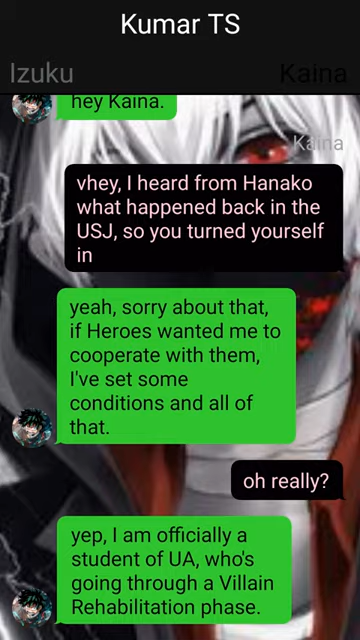 Kumar TS
Izuku
Kaina
hey Kaina.
Kaina
vhey, I heard from Hanako
what happened back in the
USJ, so you turned yourself
in
yeah, sorry about that,
if Heroes wanted me to
cooperate with them,
I've set some
conditions and all of
that.
oh really?
yep, I am officially a
student of UA, who's
going through a Villain
Rehabilitation phase.